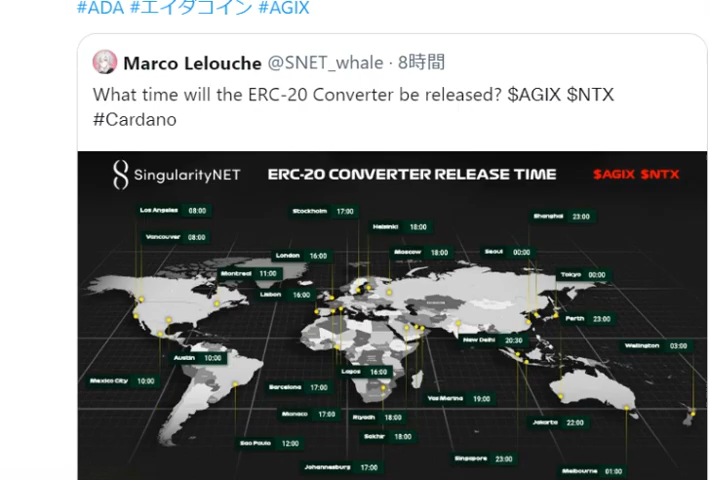 #ADA #エイダコイン #AGIX
Marco Lelouche @SNET_whale · 8時間
What time will the ERC-20 Converter be released? $AGIX $NTX
#Cardano
SingularityNET ERC-20 CONVERTER RELEASE TIME $AGIX $NTX
Los Angeles 08:00
Stockholm 17:00
Shanghai 23:00
Helsinki 18:00
Vancouver 08:00
London 16:00
Moscow 18:00
Seoul 00:00
Montreal 11:00
Tokyo 00:00
Lisbon 16:00
Perth 23:00
New Delhi 20:30
Wellington 03:00
Austin 10:00
Lagos 16:00
Mexico City 10:00
Barcelona 17:00
Yas Marina 19:00
Monaco 17:00
Riyadh 18:00
Jakarta 22:00
Sakhir 18:00
Sao Paulo 12:00
Singapore 23:00
Johannesburg 17:00
Melbourne 01:00